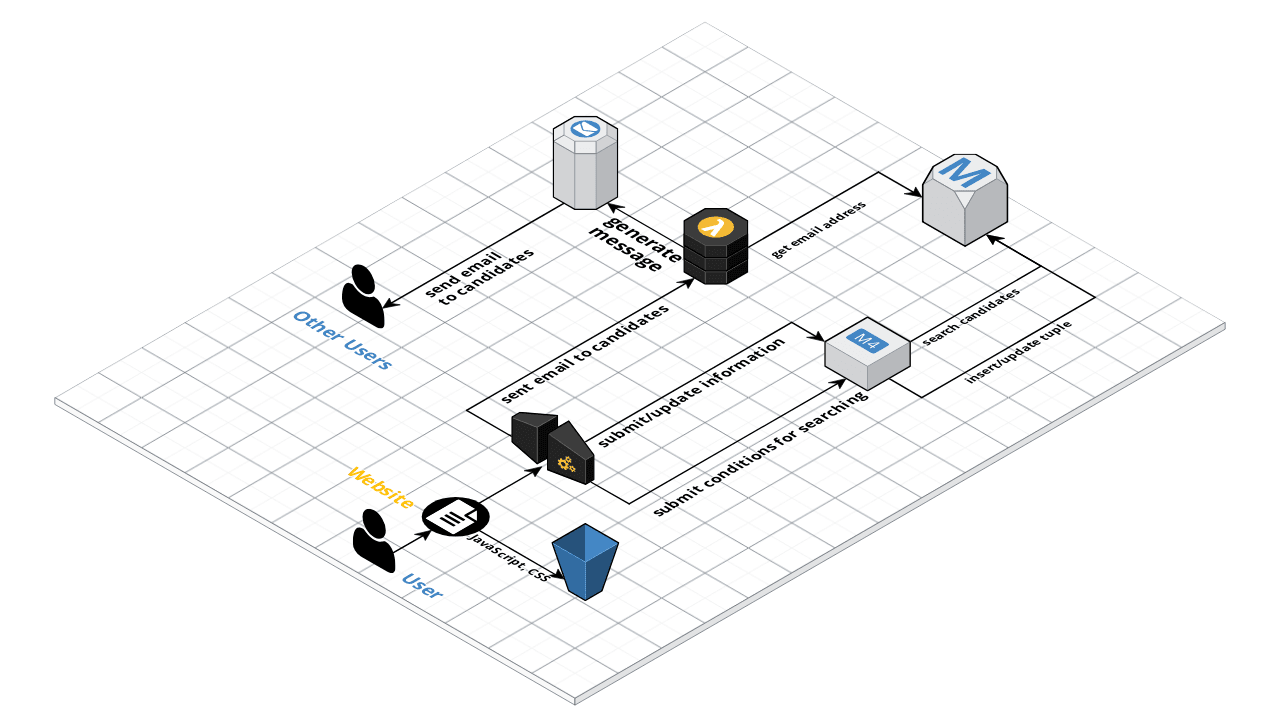 M
get email address
generate
message
send email
to candidates
Other Users
sent email to candidates
search candidates
M4
insert/update tuple
submit/update information
submit conditions for searching
Website
JavaScript, CSS
User